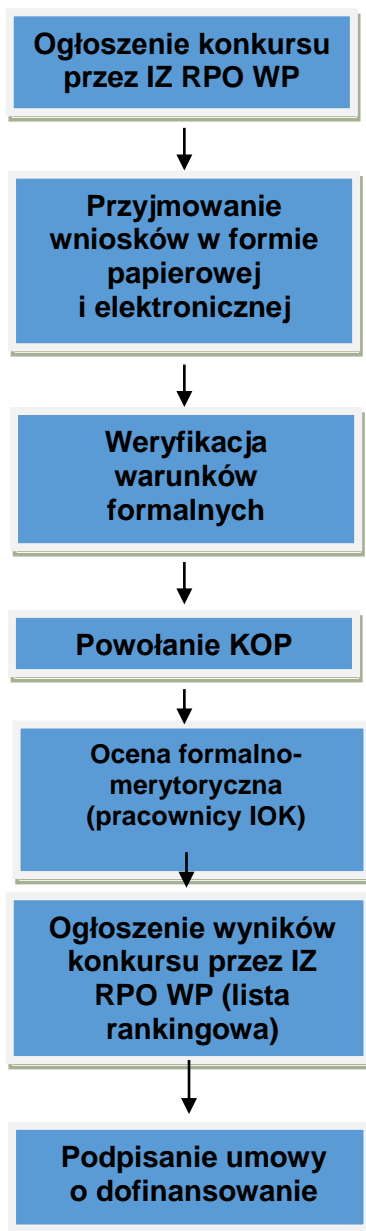 Ogłoszenie konkursu
przez IZ RPO WP
Przyjmowanie
wniosków w formie
papierowej
i elektronicznej
Weryfikacja
warunków
formalnych
Powołanie KOP
Ocena formalno-
merytoryczna
(pracownicy IOK)
Ogłoszenie wyników
konkursu przez IZ
RPO WP (lista
rankingowa)
Podpisanie umowy
o dofinansowanie